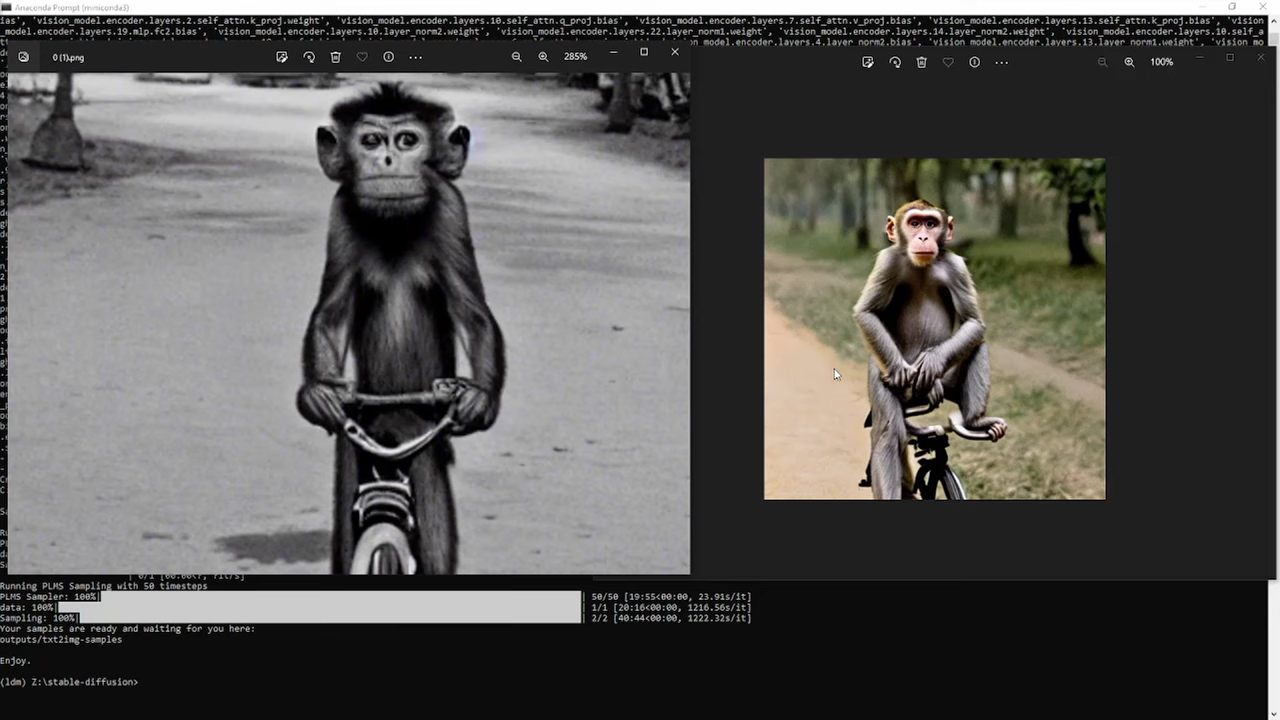 Anaconda Prompt (miniconda3)
ias', 'vision_model.encoder.layers.2.self_attn.k_proj.weight', 'vision_model.encoder.layers.10.self_attn.q_proj.bias', 'vision_model.encoder.layers.7.self_attn.v_proj.bias', 'vision_model.encoder.layers.13.self_attn.k_proj.weight', 'vision
layers.19.mlp.fc2.bias', 'vision_model.encoder.layers.10.layer_norm2.weight', 'vision_model.encoder.layers.22.layer_norm1.weight', 'vision_model.encoder.layers.14.layer_norm2.weight', 'vision_model.encoder.layers.10.self
0 (1).png
285%
100%
Running PLMS Sampling with 50 timesteps
PLMS Sampler: 100%| | 50/50 [19:55<00:00, 23.91s/it]
data: 100%| | 1/1 [20:16<00:00, 1216.56s/it]
Sampling: 100%| | 2/2 [40:44<00:00, 1222.32s/it]
Your samples are ready and waiting for you here:
outputs/txt2img-samples
Enjoy.
(ldm) Z:\stable-diffusion>